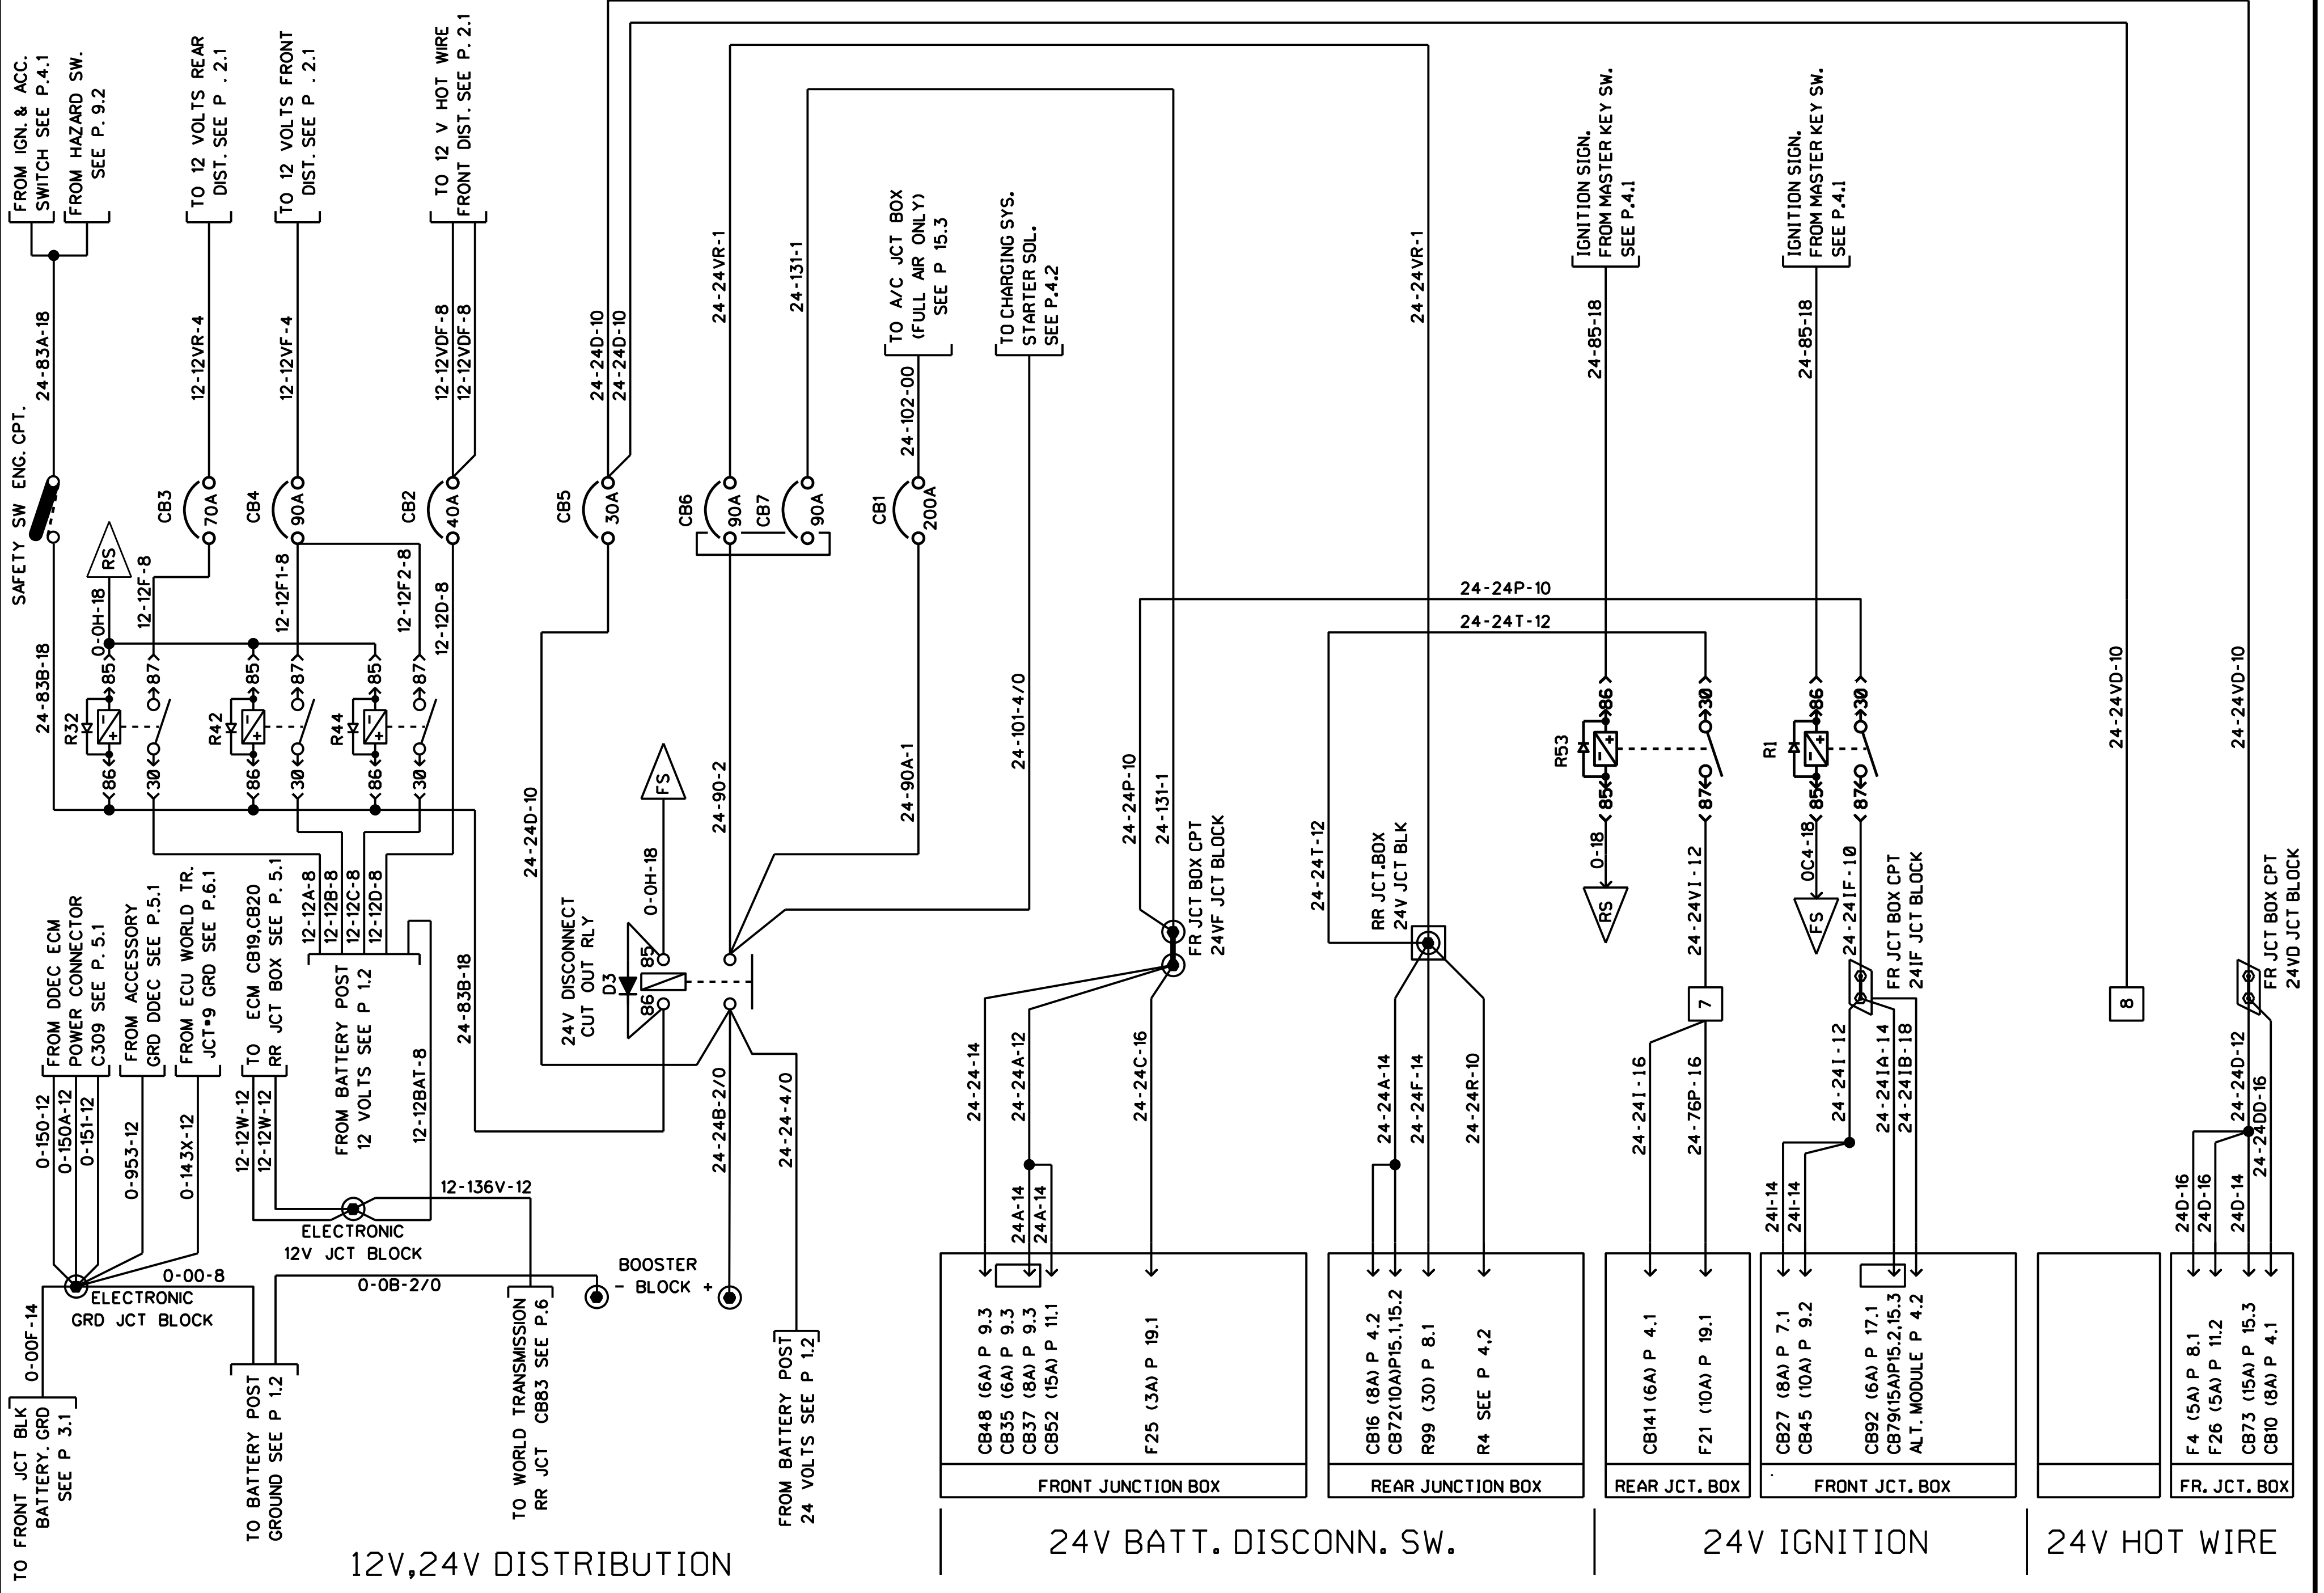 FROM IGN. & ACC.
SWITCH SEE P.4.1
FROM HAZARD SW.
SEE P. 9.2
TO 12 VOLTS REAR
DIST. SEE P . 2.1
TO 12 VOLTS FRONT
DIST. SEE P . 2.1
TO 12 V HOT WIRE
FRONT DIST. SEE P. 2.1
TO A/C JCT BOX
(FULL AIR ONLY)
SEE P 15.3
TO CHARGING SYS.
STARTER SOL.
SEE P.4.2
IGNITION SIGN.
FROM MASTER KEY SW.
SEE P.4.1
IGNITION SIGN.
FROM MASTER KEY SW.
SEE P.4.1
24-83A-18
12-12VR-4
12-12VF-4
12-12VDF-8
12-12VDF-8
24-24D-10
24-24D-10
24-24VR-1
24-131-1
24-102-00
24-24VR-1
24-85-18
24-85-18
SAFETY SW ENG. CPT.
CB3
70A
CB4
90A
CB2
40A
CB5
30A
CB6
90A
CB7
90A
CB1
200A
RS
24-83B-18
0-0H-18
12-12F-8
12-12F1-8
12-12F2-8
12-12D-8
24-24P-10
24-24T-12
R32
85
87
86
30
R42
85
87
86
30
R44
85
87
86
30
R53
86
30
85
87
R1
86
30
85
87
24-24D-10
FS
0-0H-18
24-90-2
24-90A-1
24-101-4/0
24-24P-10
24-131-1
24-24T-12
24-24VD-10
24-24VD-10
FROM DDEC ECM
POWER CONNECTOR
C309 SEE P. 5.1
FROM ACCESSORY
GRD DDEC SEE P.5.1
FROM ECU WORLD TR.
JCT#9 GRD SEE P.6.1
TO ECM CB19,CB20
RR JCT BOX SEE P. 5.1
12-12A-8
12-12B-8
12-12C-8
12-12D-8
FROM BATTERY POST
12 VOLTS SEE P 1.2
12-12BAT-8
24-83B-18
24V DISCONNECT
CUT OUT RLY
D3
85
86
FR JCT BOX CPT
24VF JCT BLOCK
RR JCT.BOX
24V JCT BLK
0-18
RS
24-24VI-12
0C4-18
FS
24-24IF-10
FR JCT BOX CPT
24IF JCT BLOCK
FR JCT BOX CPT
24VD JCT BLOCK
7
8
0-150-12
0-150A-12
0-151-12
0-953-12
0-143X-12
12-12W-12
12-12W-12
24-24B-2/0
24-24-4/0
24-24-14
24-24A-12
24-24C-16
24-24A-14
24-24F-14
24-24R-10
24-24I-16
24-76P-16
24-24I-12
24-24IA-14
24-24IB-18
24-24D-12
24-24DD-16
24A-14
24A-14
24I-14
24I-14
24D-16
24D-16
24D-14
12-136V-12
ELECTRONIC
12V JCT BLOCK
0-00-8
ELECTRONIC
GRD JCT BLOCK
0-0B-2/0
BOOSTER
- BLOCK +
0-00F-14
TO FRONT JCT BLK
BATTERY. GRD
SEE P 3.1
TO BATTERY POST
GROUND SEE P 1.2
TO WORLD TRANSMISSION
RR JCT CB83 SEE P.6
FROM BATTERY POST
24 VOLTS SEE P 1.2
CB48 (6A) P 9.3
CB35 (6A) P 9.3
CB37 (8A) P 9.3
CB52 (15A) P 11.1
F25 (3A) P 19.1
FRONT JUNCTION BOX
CB16 (8A) P 4.2
CB72(10A)P15.1,15.2
R99 (30) P 8.1
R4 SEE P 4,2
REAR JUNCTION BOX
CB141 (6A) P 4.1
F21 (10A) P 19.1
REAR JCT. BOX
CB27 (8A) P 7.1
CB45 (10A) P 9.2
CB92 (6A) P 17.1
CB79(15A)P15.2,15.3
ALT. MODULE P 4.2
FRONT JCT. BOX
F4 (5A) P 8.1
F26 (5A) P 11.2
CB73 (15A) P 15.3
CB10 (8A) P 4.1
FR. JCT. BOX
12V,24V DISTRIBUTION
24V BATT. DISCONN. SW.
24V IGNITION
24V HOT WIRE